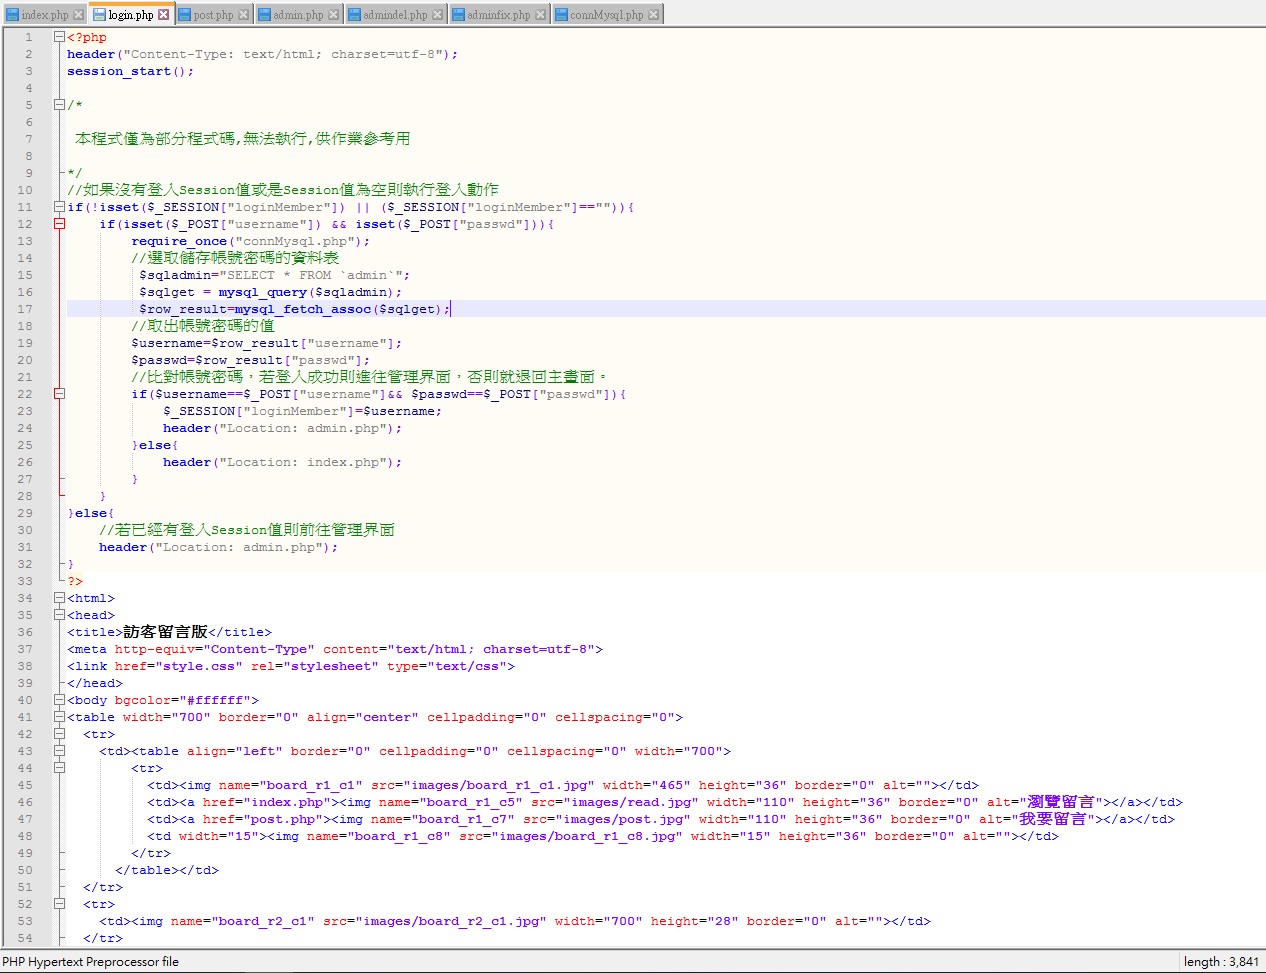 index.php login.php post.php admin.php admindel.php adminfix.php connMysql.php
1 <?php
2 header("Content-Type: text/html; charset=utf-8");
3 session_start();
4
5 /*
6
7 本程式僅為部分程式碼,無法執行,供作業參考用
8
9 */
10 //如果沒有登入Session值或是Session值為空則執行登入動作
11 if(!isset($_SESSION["loginMember"]) || ($_SESSION["loginMember"]=="")){
12 if(isset($_POST["username"]) && isset($_POST["passwd"])){
13 require_once("connMysql.php");
14 //選取儲存帳號密碼的資料表
15 $sqladmin="SELECT * FROM `admin`";
16 $sqlget = mysql_query($sqladmin);
17 $row_result=mysql_fetch_assoc($sqlget);
18 //取出帳號密碼的值
19 $username=$row_result["username"];
20 $passwd=$row_result["passwd"];
21 //比對帳號密碼，若登入成功則進往管理界面，否則就退回主畫面。
22 if($username==$_POST["username"]&& $passwd==$_POST["passwd"]){
23 $_SESSION["loginMember"]=$username;
24 header("Location: admin.php");
25 }else{
26 header("Location: index.php");
27 }
28 }
29 }else{
30 //若已經有登入Session值則前往管理界面
31 header("Location: admin.php");
32 }
33 ?>
34 <html>
35 <head>
36 <title>訪客留言版</title>
37 <meta http-equiv="Content-Type" content="text/html; charset=utf-8">
38 <link href="style.css" rel="stylesheet" type="text/css">
39 </head>
40 <body bgcolor="#ffffff">
41 <table width="700" border="0" align="center" cellpadding="0" cellspacing="0">
42 <tr>
43 <td><table align="left" border="0" cellpadding="0" cellspacing="0" width="700">
44 <tr>
45 <td><img name="board_r1_c1" src="images/board_r1_c1.jpg" width="465" height="36" border="0" alt=""></td>
46 <td><a href="index.php"><img name="board_r1_c5" src="images/read.jpg" width="110" height="36" border="0" alt="瀏覽留言"></a></td>
47 <td><a href="post.php"><img name="board_r1_c7" src="images/post.jpg" width="110" height="36" border="0" alt="我要留言"></a></td>
48 <td width="15"><img name="board_r1_c8" src="images/board_r1_c8.jpg" width="15" height="36" border="0" alt=""></td>
49 </tr>
50 </table></td>
51 </tr>
52 <tr>
53 <td><img name="board_r2_c1" src="images/board_r2_c1.jpg" width="700" height="28" border="0" alt=""></td>
54 </tr>
PHP Hypertext Preprocessor file length : 3,841